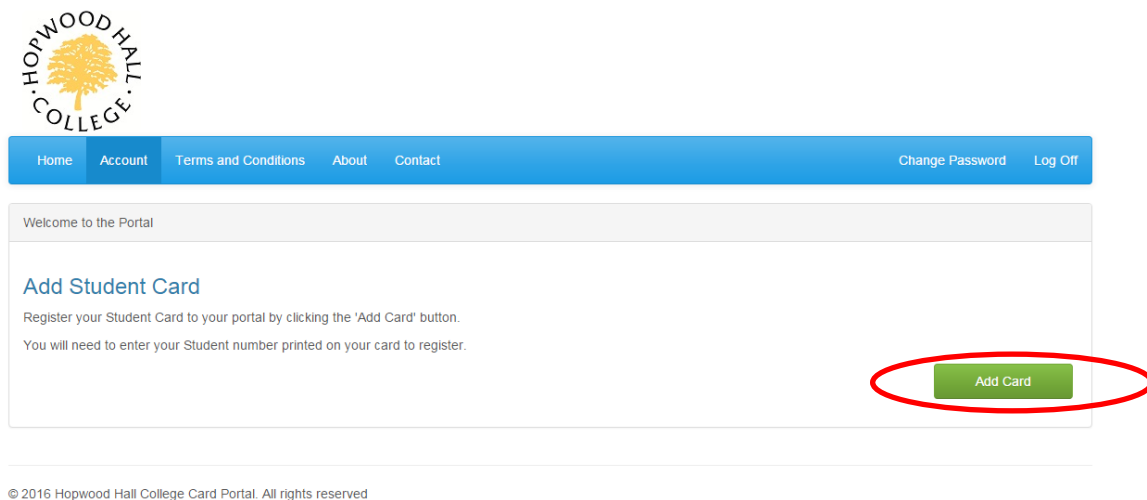 HOPWOOD HALL
· COLLEGE ·
Home Account Terms and Conditions About Contact Change Password Log Off
Welcome to the Portal
Add Student Card
Register your Student Card to your portal by clicking the 'Add Card' button.
You will need to enter your Student number printed on your card to register.
Add Card
© 2016 Hopwood Hall College Card Portal. All rights reserved